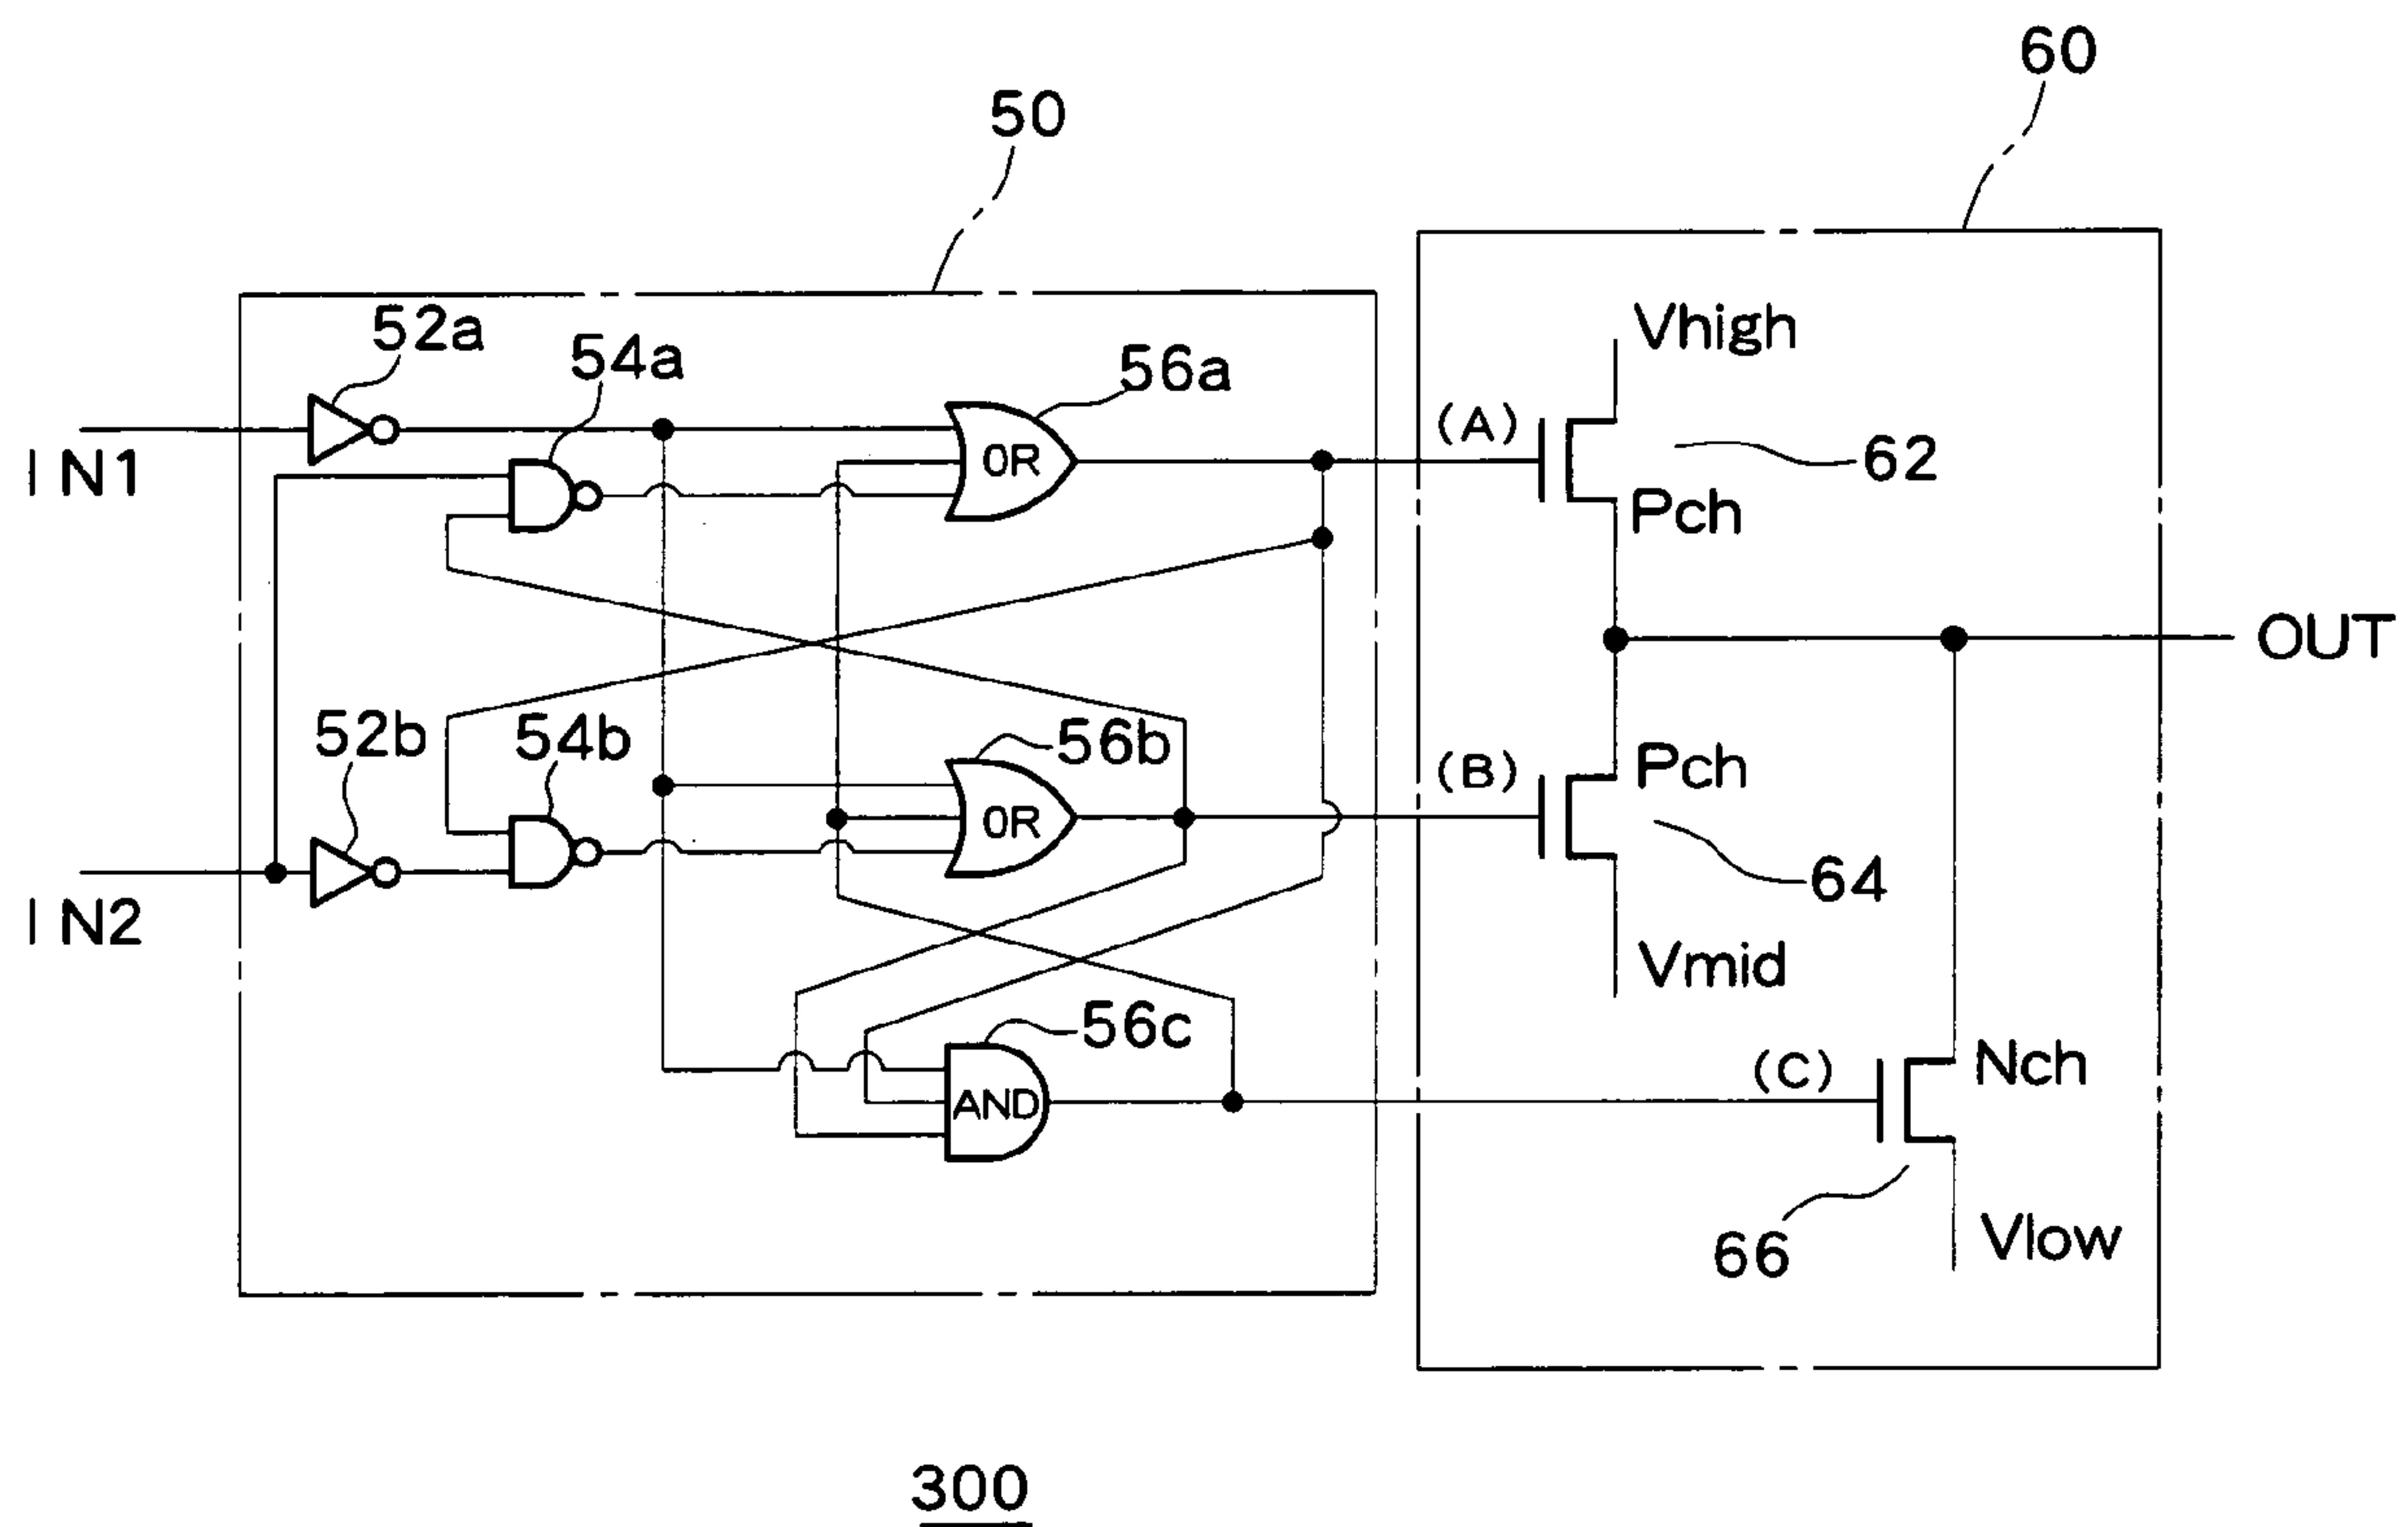 60
50
52a
54a
56a
Vhigh
(A)
62
IN1
OR
Pch
OUT
52b
54b
56b
(B)
Pch
OR
64
IN2
Vmid
56c
(C)
Nch
AND
66
Vlow
300